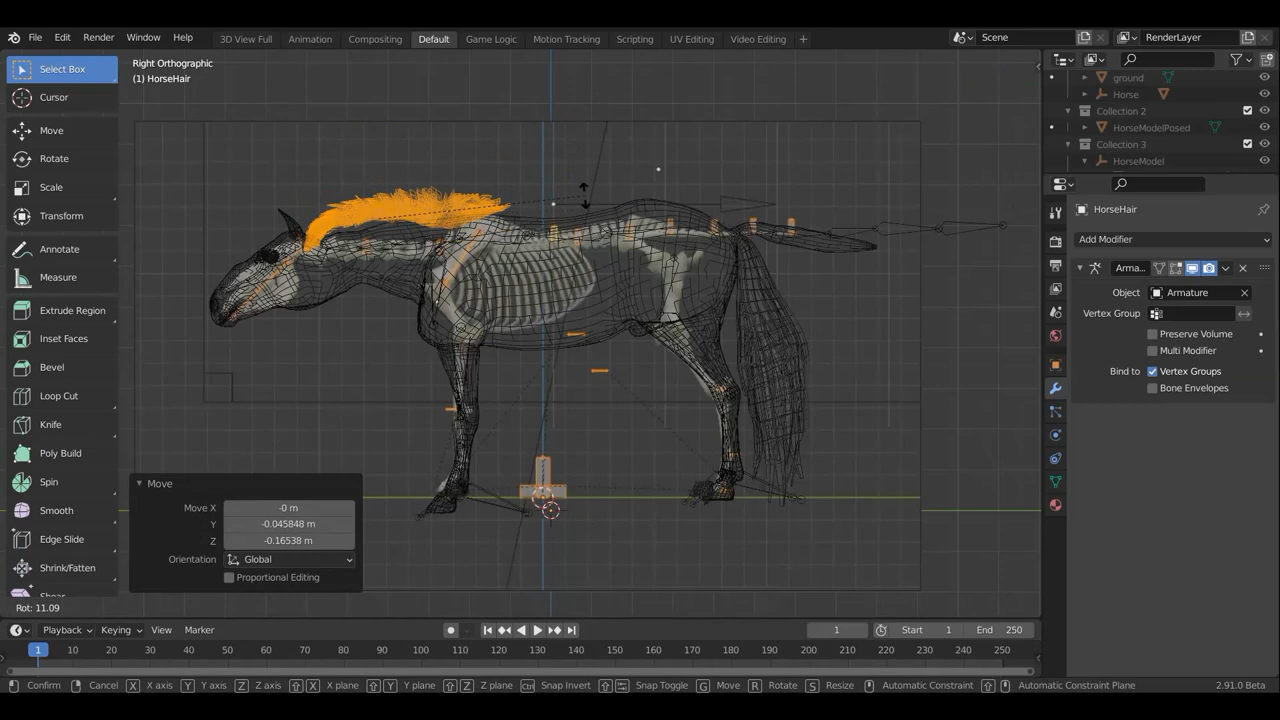 File Edit Render Window Help 3D View Full Animation Compositing Default Game Logic Motion Tracking Scripting UV Editing Video Editing + Scene RenderLayer
Select Box
Cursor
Move
Rotate
Scale
Transform
Annotate
Measure
Extrude Region
Inset Faces
Bevel
Loop Cut
Knife
Poly Build
Spin
Smooth
Edge Slide
Shrink/Fatten
Right Orthographic
(1) HorseHair
Move
Move X -0 m
Y -0.045848 m
Z -0.16538 m
Orientation Global
Proportional Editing
Rot: 11.09
ground
Horse
Collection 2
HorseModelPosed
Collection 3
HorseModel
HorseHair
Add Modifier
Arma...
Object Armature
Vertex Group
Preserve Volume
Multi Modifier
Bind to Vertex Groups
Bone Envelopes
Playback Keying View Marker 1 Start 1 End 250
1 10 20 30 40 50 60 70 80 90 100 110 120 130 140 150 160 170 180 190 200 210 220 230 240 250
Confirm Cancel X X axis Y Y axis Z Z axis X X plane Y Y plane Z Z plane Ctrl Snap Invert Snap Toggle G Move R Rotate S Resize Automatic Constraint Automatic Constraint Plane 2.91.0 Beta